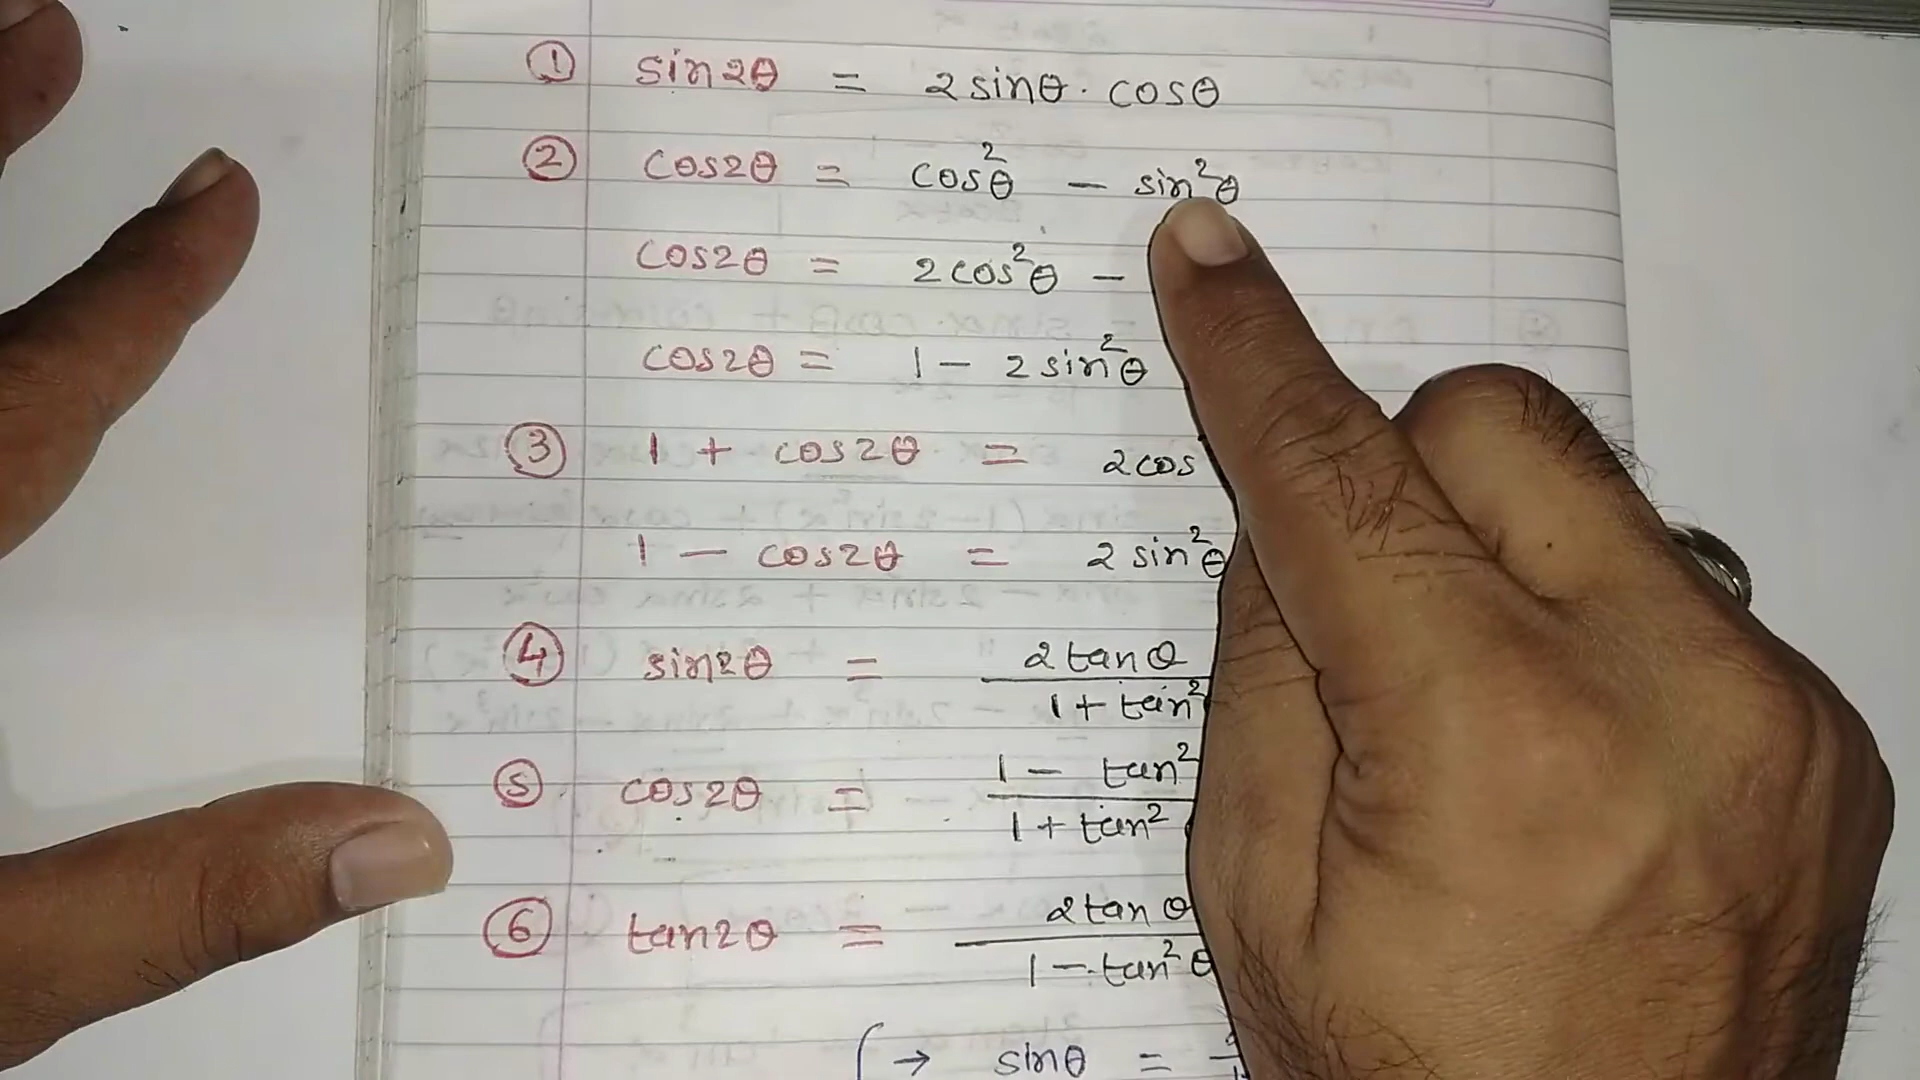 ① sin2θ = 2sinθ · cosθ
② cos2θ = cos²θ − sin²θ
cos2θ = 2cos²θ −
cos2θ = 1 − 2sin²θ
③ 1 + cos2θ = 2cos
1 − cos2θ = 2sin²θ
④ sin2θ = 2tanθ / 1 + tan²
⑤ cos2θ = 1 − tan² / 1 + tan²
⑥ tan2θ = 2tanθ / 1 − tan²θ
→ sinθ =